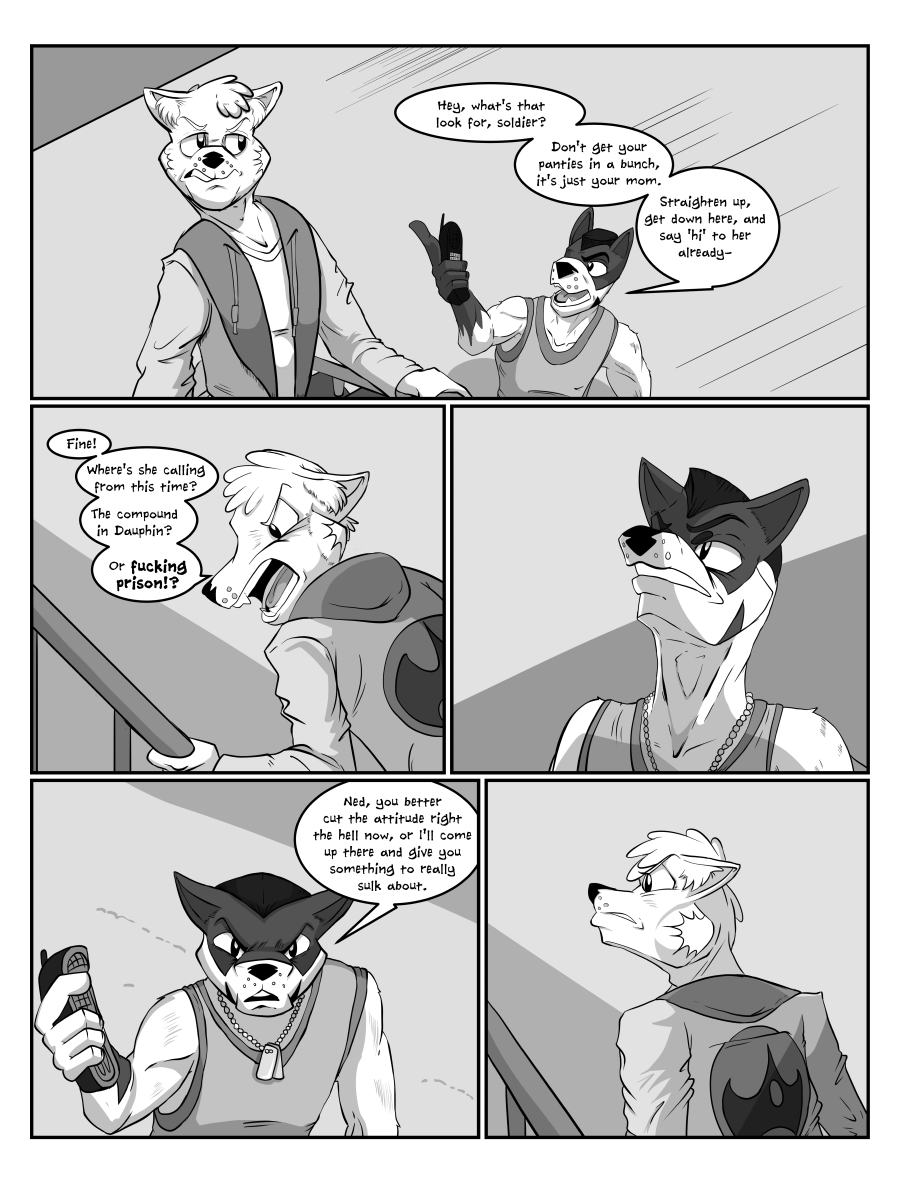 Hey, what's that
look for, soldier?
Don't get your
panties in a bunch,
it's just your mom.
Straighten up,
get down here, and
say 'hi' to her
already-
Fine!
Where's she calling
from this time?
The compound
in Dauphin?
Or fucking
prison!?
Ned, you better
cut the attitude right
the hell now, or I'll come
up there and give you
something to really
sulk about.